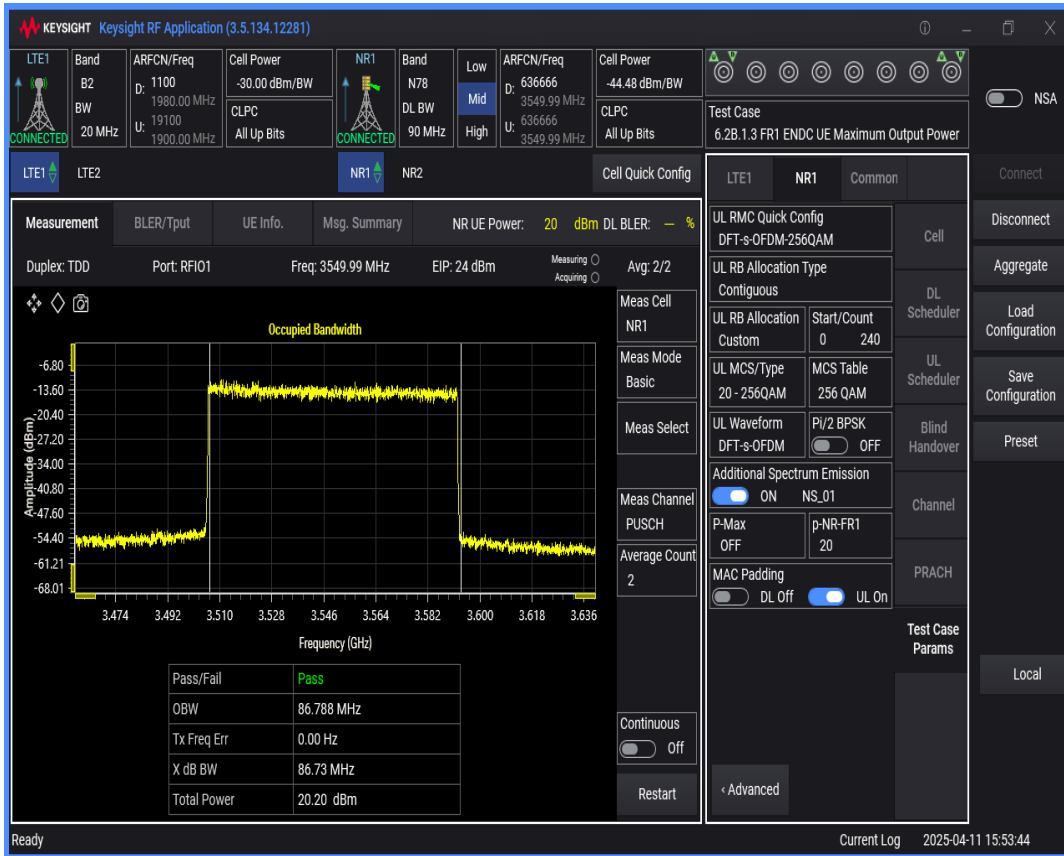 KEYSIGHT Keysight RF Application (3.5.134.12281)
LTE1 Band ARFCN/Freq Cell Power NR1 Band Low ARFCN/Freq Cell Power
B2 D: 1100 -30.00 dBm/BW N78 D: 636666 -44.48 dBm/BW
BW 1980.00 MHz CLPC DL BW Mid 3549.99 MHz CLPC
CONNECTED 20 MHz U: 19100 All Up Bits CONNECTED 90 MHz High U: 636666 All Up Bits
1900.00 MHz 3549.99 MHz
Test Case
6.2B.1.3 FR1 ENDC UE Maximum Output Power
NSA
LTE1 LTE2 NR1 NR2 Cell Quick Config
Measurement BLER/Tput UE Info. Msg. Summary NR UE Power: 20 dBm DL BLER: — %
Duplex: TDD Port: RFIO1 Freq: 3549.99 MHz EIP: 24 dBm Measuring Acquiring Avg: 2/2
Occupied Bandwidth
Amplitude (dBm)
-6.80
-13.60
-20.40
-27.20
-34.00
-40.80
-47.60
-54.40
-61.21
-68.01
3.474 3.492 3.510 3.528 3.546 3.564 3.582 3.600 3.618 3.636
Frequency (GHz)
Pass/Fail Pass
OBW 86.788 MHz
Tx Freq Err 0.00 Hz
X dB BW 86.73 MHz
Total Power 20.20 dBm
Meas Cell
NR1
Meas Mode
Basic
Meas Select
Meas Channel
PUSCH
Average Count
2
Continuous
Off
Restart
LTE1 NR1 Common
UL RMC Quick Config
DFT-s-OFDM-256QAM
UL RB Allocation Type
Contiguous
UL RB Allocation Start/Count
Custom 0 240
UL MCS/Type MCS Table
20 - 256QAM 256 QAM
UL Waveform Pi/2 BPSK
DFT-s-OFDM OFF
Additional Spectrum Emission
ON NS_01
P-Max p-NR-FR1
OFF 20
MAC Padding
DL Off UL On
‹ Advanced
Cell
DL
Scheduler
UL
Scheduler
Blind
Handover
Channel
PRACH
Test Case
Params
Connect
Disconnect
Aggregate
Load
Configuration
Save
Configuration
Preset
Local
Ready Current Log 2025-04-11 15:53:44